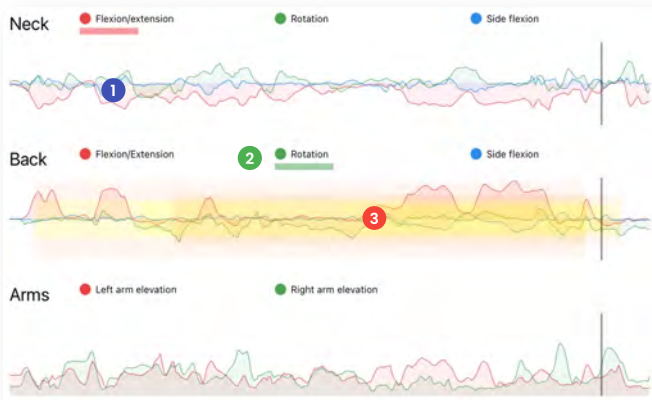 Neck
Flexion/extension
Rotation
Side flexion
1
Back
Flexion/Extension
2
Rotation
Side flexion
3
Arms
Left arm elevation
Right arm elevation